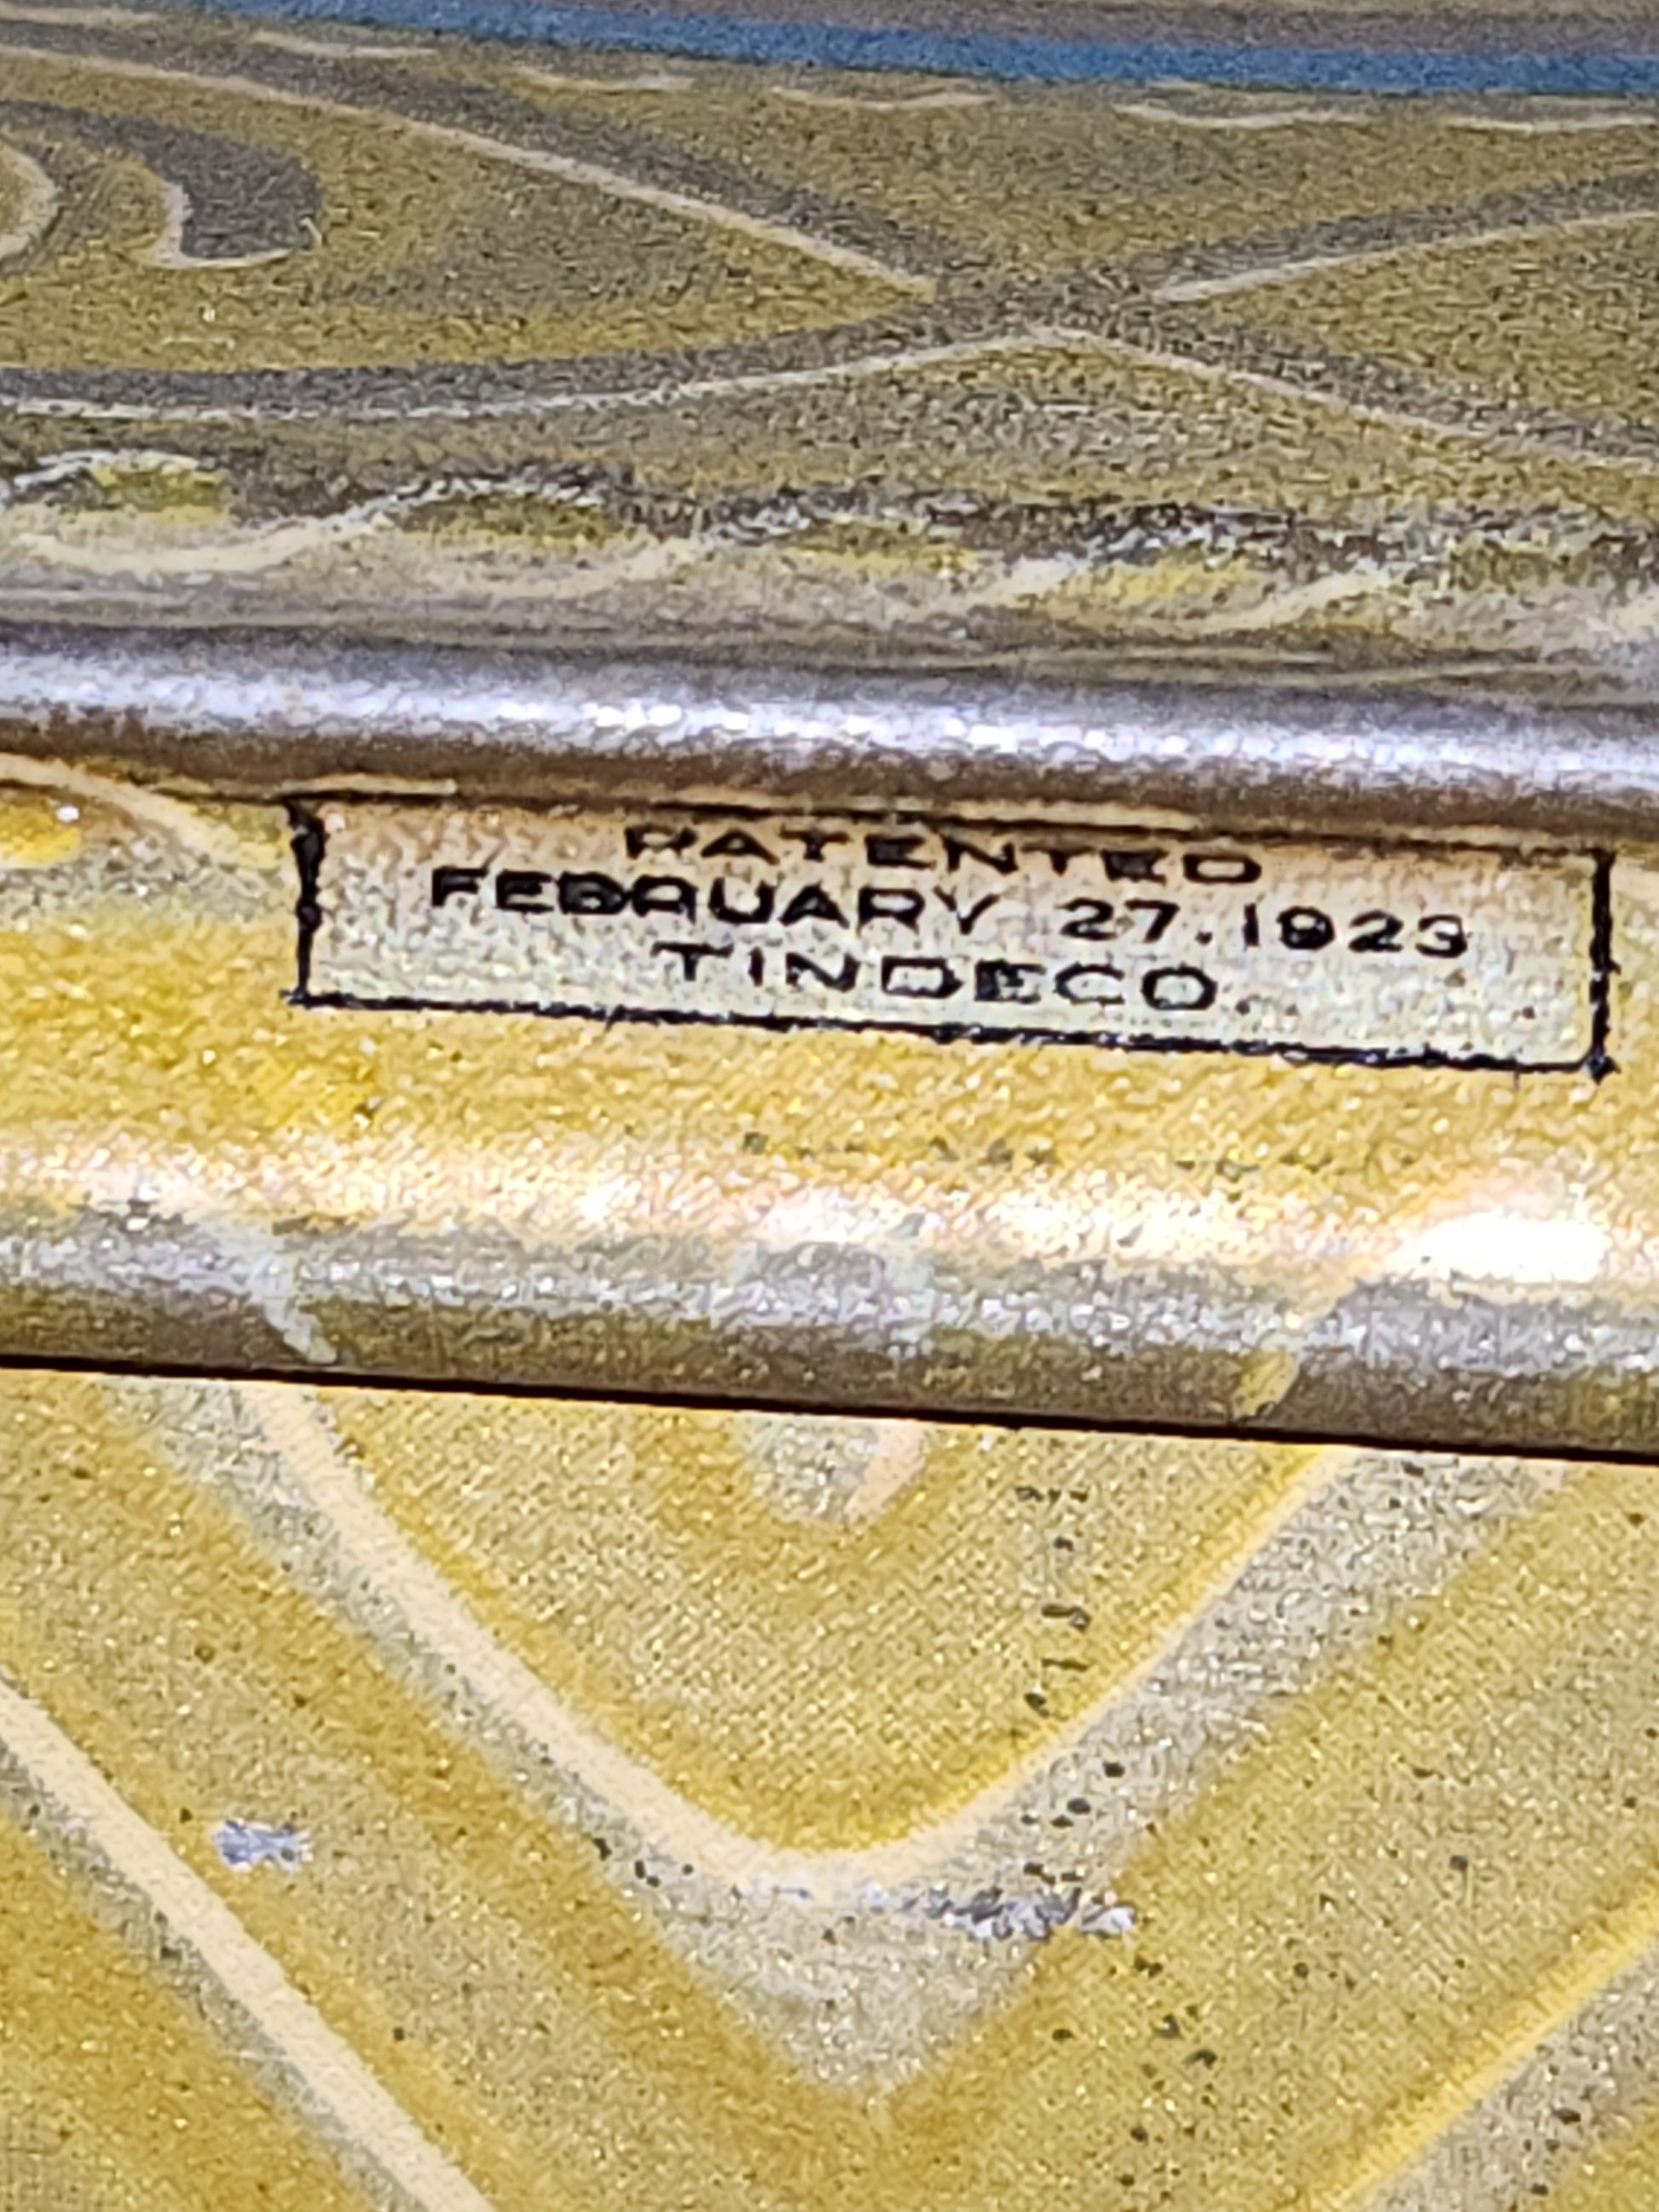 PATENTED
FEBRUARY 27.1923
TINDECO.